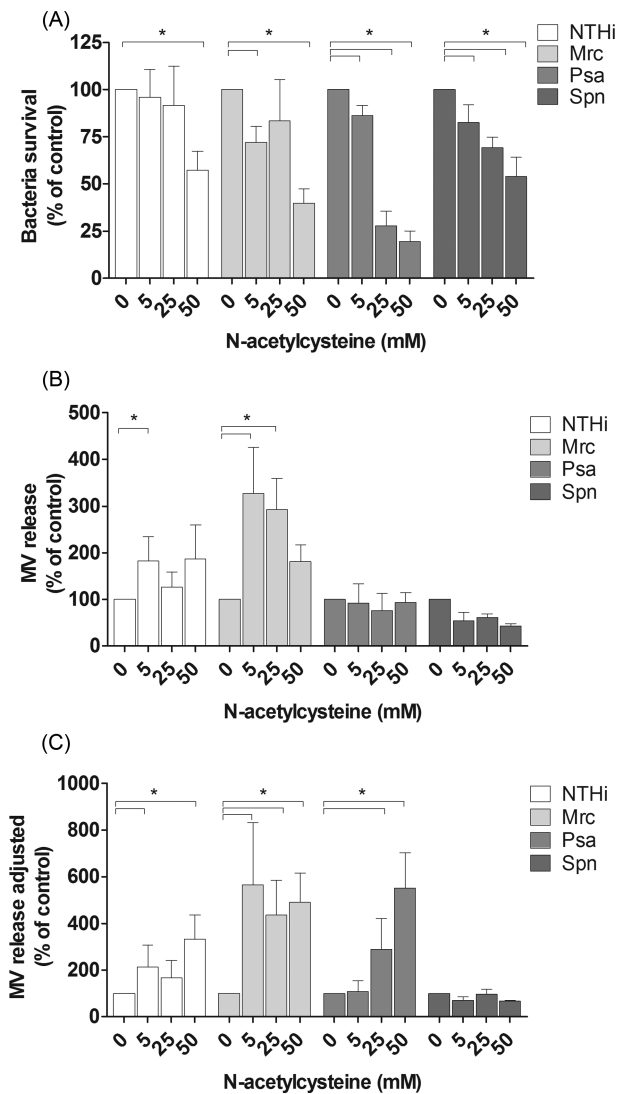 (A)
* * * *
NTHi
Mrc
Psa
Spn
Bacteria survival
(% of control)
125
100
75
50
25
0
0 5 25 50 0 5 25 50 0 5 25 50 0 5 25 50
N-acetylcysteine (mM)
(B)
* *
NTHi
Mrc
Psa
Spn
MV release
(% of control)
500
400
300
200
100
0
0 5 25 50 0 5 25 50 0 5 25 50 0 5 25 50
N-acetylcysteine (mM)
(C)
* * *
NTHi
Mrc
Psa
Spn
MV release adjusted
(% of control)
1000
800
600
400
200
0
0 5 25 50 0 5 25 50 0 5 25 50 0 5 25 50
N-acetylcysteine (mM)